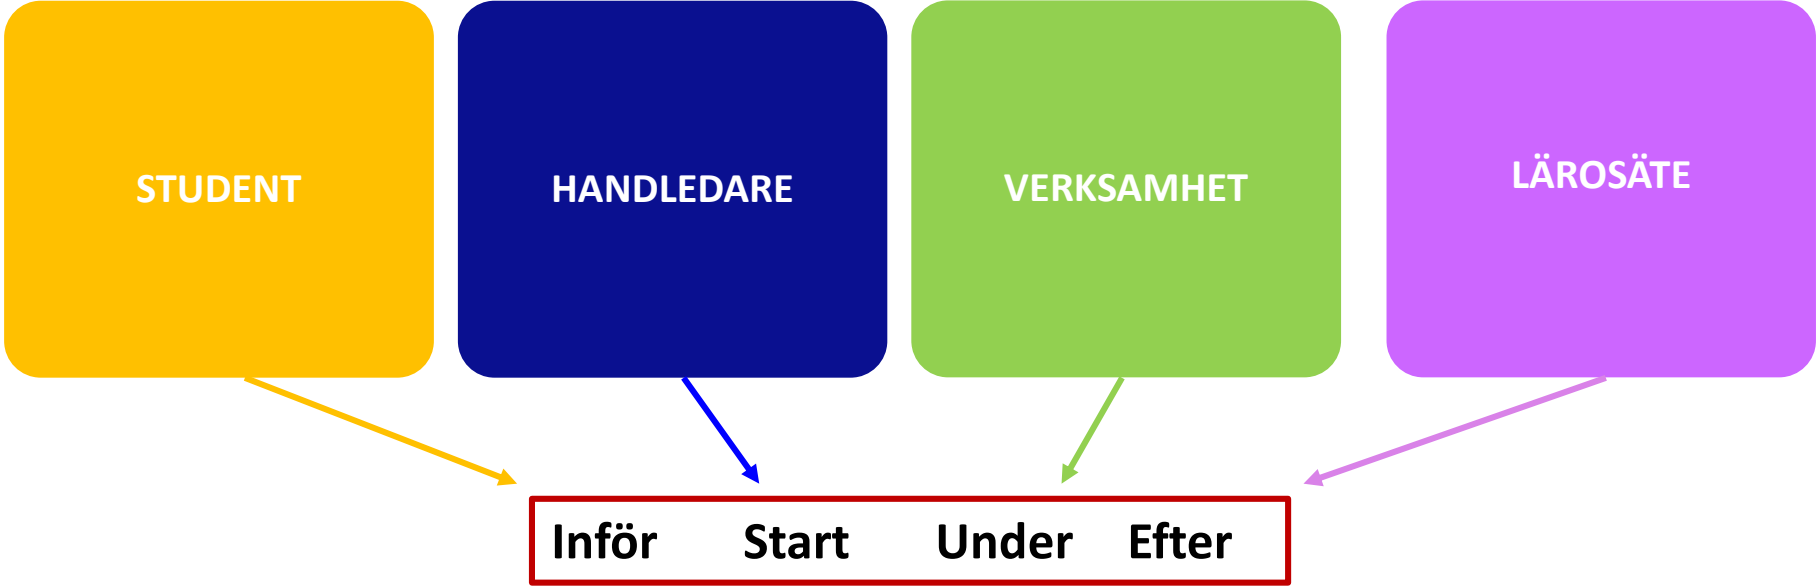 STUDENT
HANDLEDARE
VERKSAMHET
LÄROSÄTE
Inför Start Under Efter